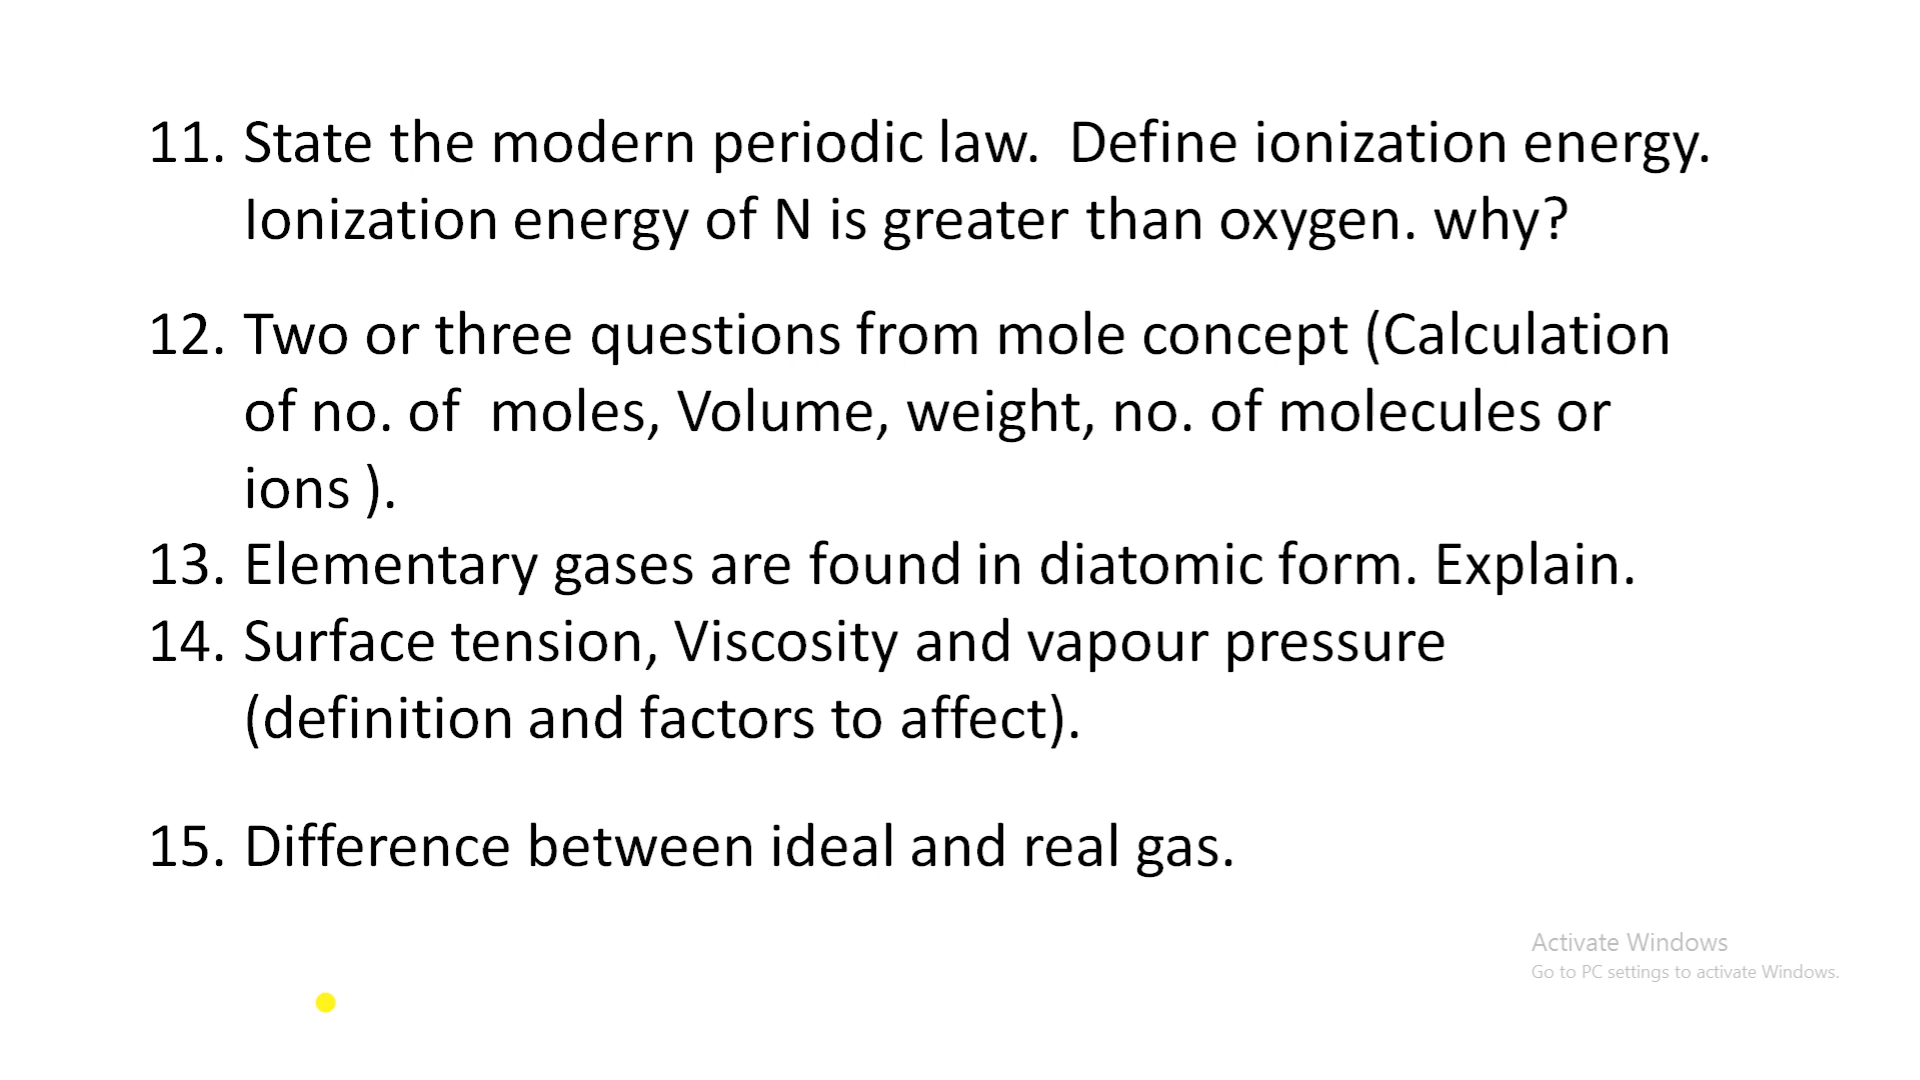 11. State the modern periodic law.  Define ionization energy.
Ionization energy of N is greater than oxygen. why?
12. Two or three questions from mole concept (Calculation
of no. of  moles, Volume, weight, no. of molecules or
ions ).
13. Elementary gases are found in diatomic form. Explain.
14. Surface tension, Viscosity and vapour pressure
(definition and factors to affect).
15. Difference between ideal and real gas.
Activate Windows
Go to PC settings to activate Windows.